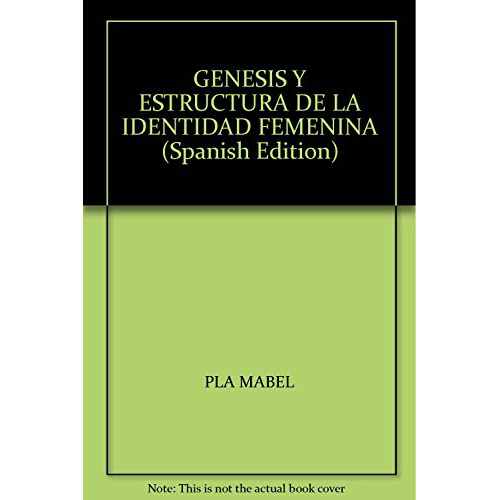 GENESIS Y
ESTRUCTURA DE LA
IDENTIDAD FEMENINA
(Spanish Edition)
PLA MABEL
Note: This is not the actual book cover